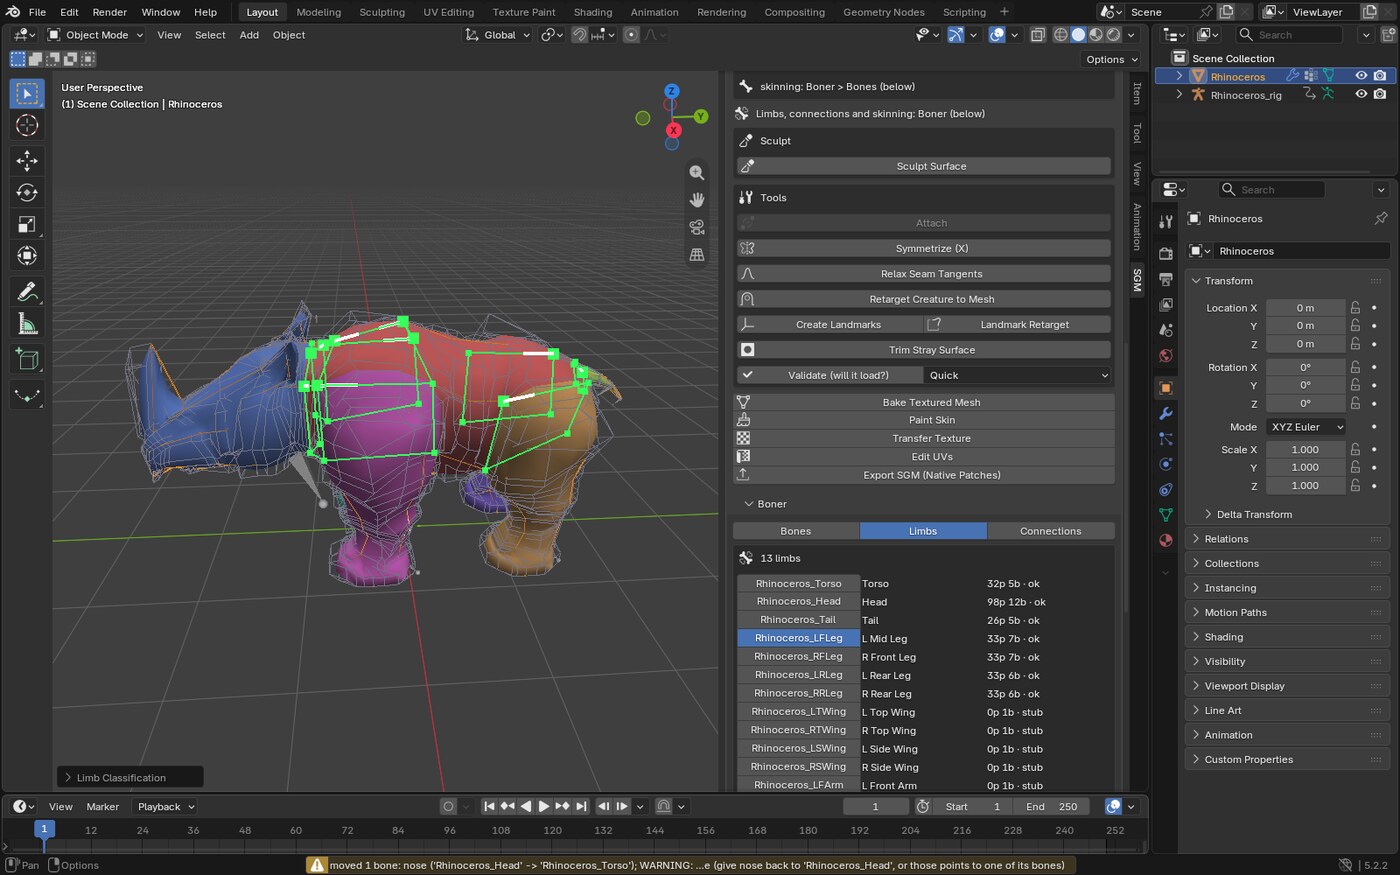 File Edit Render Window Help Layout Modeling Sculpting UV Editing Texture Paint Shading Animation Rendering Compositing Geometry Nodes Scripting + Scene ViewLayer
Object Mode View Select Add Object Global Search
Options
User Perspective
(1) Scene Collection | Rhinoceros
Z
Y
X
skinning: Boner > Bones (below)
Limbs, connections and skinning: Boner (below)
Sculpt
Sculpt Surface
Tools
Attach
Symmetrize (X)
Relax Seam Tangents
Retarget Creature to Mesh
Create Landmarks Landmark Retarget
Trim Stray Surface
Validate (will it load?) Quick
Bake Textured Mesh
Paint Skin
Transfer Texture
Edit UVs
Export SGM (Native Patches)
Boner
Bones Limbs Connections
13 limbs
Rhinoceros_Torso Torso 32p 5b · ok
Rhinoceros_Head Head 98p 12b · ok
Rhinoceros_Tail Tail 26p 5b · ok
Rhinoceros_LFLeg L Mid Leg 33p 7b · ok
Rhinoceros_RFLeg R Front Leg 33p 7b · ok
Rhinoceros_LRLeg L Rear Leg 33p 6b · ok
Rhinoceros_RRLeg R Rear Leg 33p 6b · ok
Rhinoceros_LTWing L Top Wing 0p 1b · stub
Rhinoceros_RTWing R Top Wing 0p 1b · stub
Rhinoceros_LSWing L Side Wing 0p 1b · stub
Rhinoceros_RSWing R Side Wing 0p 1b · stub
Rhinoceros_LFArm L Front Arm 0p 1b · stub
Item
Tool
View
Animation
SGM
Limb Classification
Scene Collection
Rhinoceros
Rhinoceros_rig
Search
Rhinoceros
Rhinoceros
Transform
Location X 0 m
Y 0 m
Z 0 m
Rotation X 0°
Y 0°
Z 0°
Mode XYZ Euler
Scale X 1.000
Y 1.000
Z 1.000
Delta Transform
Relations
Collections
Instancing
Motion Paths
Shading
Visibility
Viewport Display
Line Art
Animation
Custom Properties
View Marker Playback 1 Start 1 End 250
1 12 24 36 48 60 72 84 96 108 120 132 144 156 168 180 192 204 216 228 240 252
Pan Options moved 1 bone: nose ('Rhinoceros_Head' -> 'Rhinoceros_Torso'); WARNING: ...e (give nose back to 'Rhinoceros_Head', or those points to one of its bones) 5.2.2